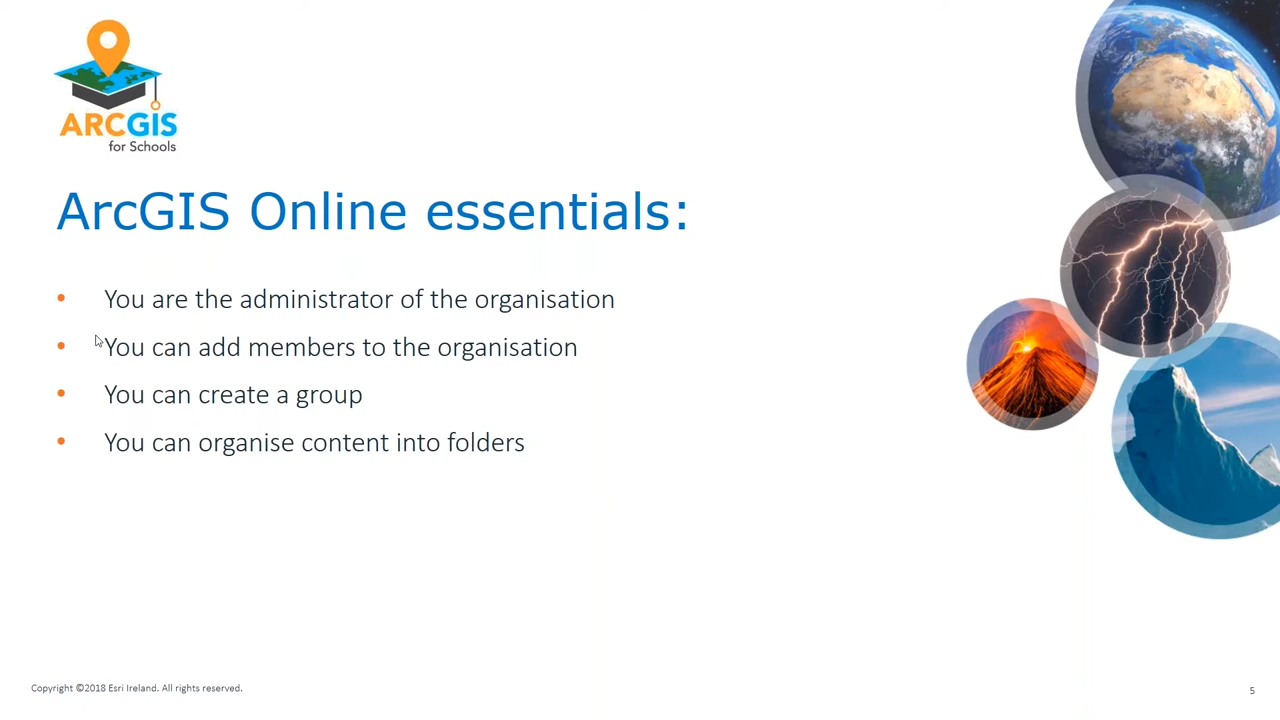 ARCGIS
for Schools
ArcGIS Online essentials:
• You are the administrator of the organisation
• You can add members to the organisation
• You can create a group
• You can organise content into folders
Copyright ©2018 Esri Ireland. All rights reserved.
5